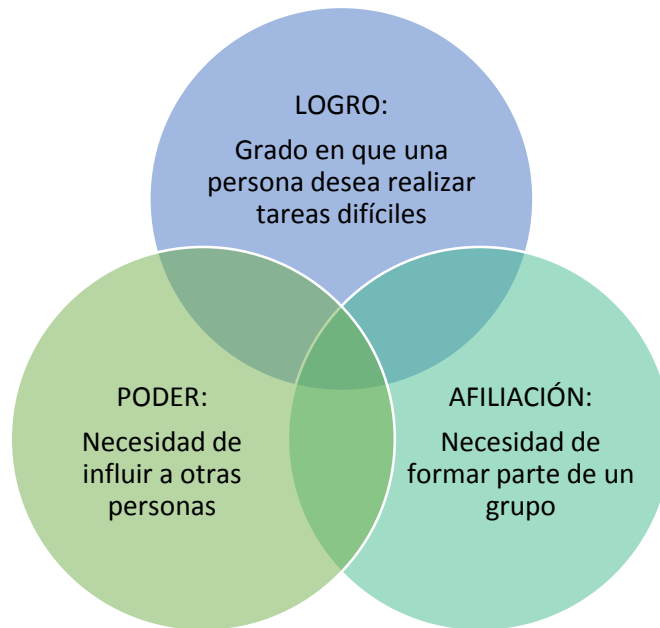 LOGRO:
Grado en que una
persona desea realizar
tareas difíciles
PODER:
Necesidad de
influir a otras
personas
AFILIACIÓN:
Necesidad de
formar parte de un
grupo